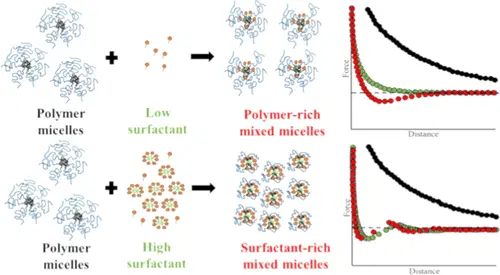 Polymer
micelles
Low
surfactant
Polymer-rich
mixed micelles
Force
Distance
Polymer
micelles
High
surfactant
Surfactant-rich
mixed micelles
Force
Distance